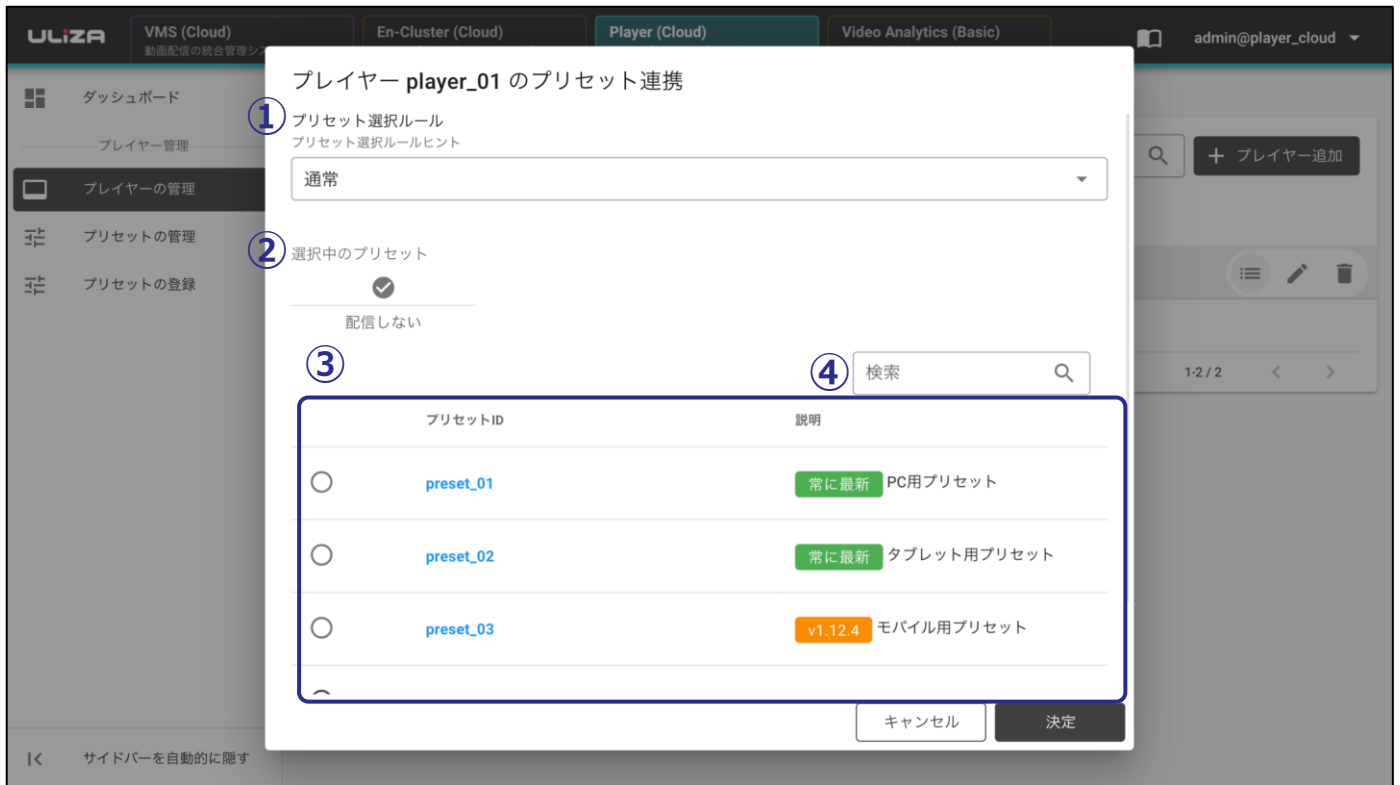 ULIZA
VMS (Cloud)
動画配信の統合管理シス
En-Cluster (Cloud)
Player (Cloud)
Video Analytics (Basic)
admin@player_cloud
ダッシュボード
プレイヤー管理
プレイヤーの管理
プリセットの管理
プリセットの登録
サイドバーを自動的に隠す
プレイヤー追加
1-2 / 2
プレイヤー player_01 のプリセット連携
①
プリセット選択ルール
プリセット選択ルールヒント
通常
②
選択中のプリセット
配信しない
③
④
検索
プリセットID 説明
preset_01 常に最新 PC用プリセット
preset_02 常に最新 タブレット用プリセット
preset_03 v1.12.4 モバイル用プリセット
キャンセル
決定